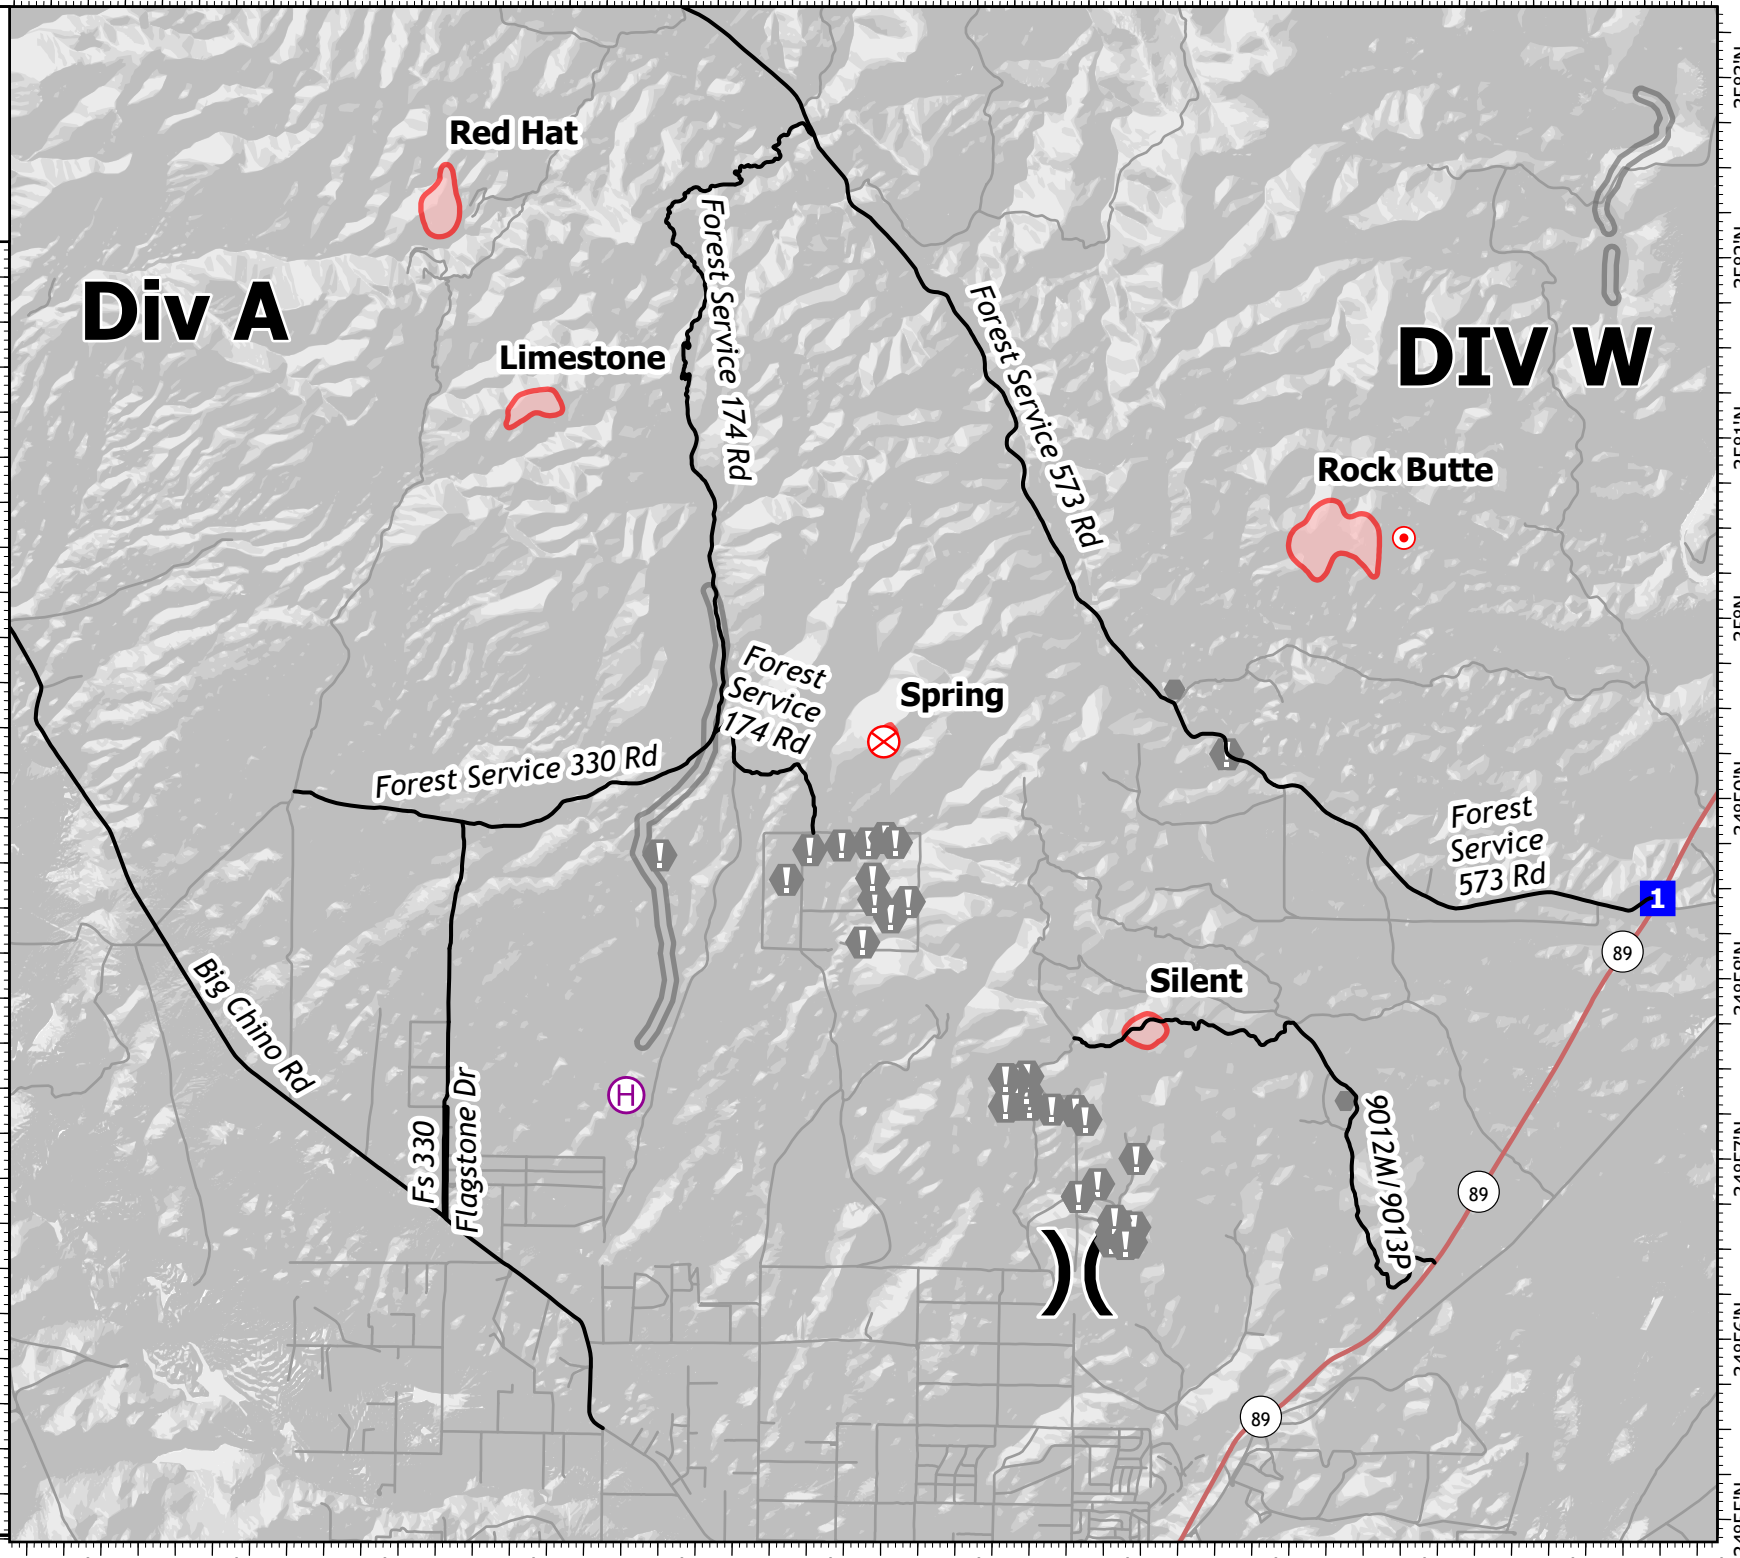 Red Hat
Div A
Forest Service 174 Rd
Limestone
Forest Service 573 Rd
DIV W
Rock Butte
Forest
Service
174 Rd
Spring
Forest Service 330 Rd
!
!
!
!
!
!
!
!
!
!
!
!
!
Forest
Service
573 Rd
1
89
Big Chino Rd
Silent
H
Fs 330
Flagstone Dr
!
!
!
!
!
!
!
!
!
!
!
!
!
9012M/9013P
89
)(
89